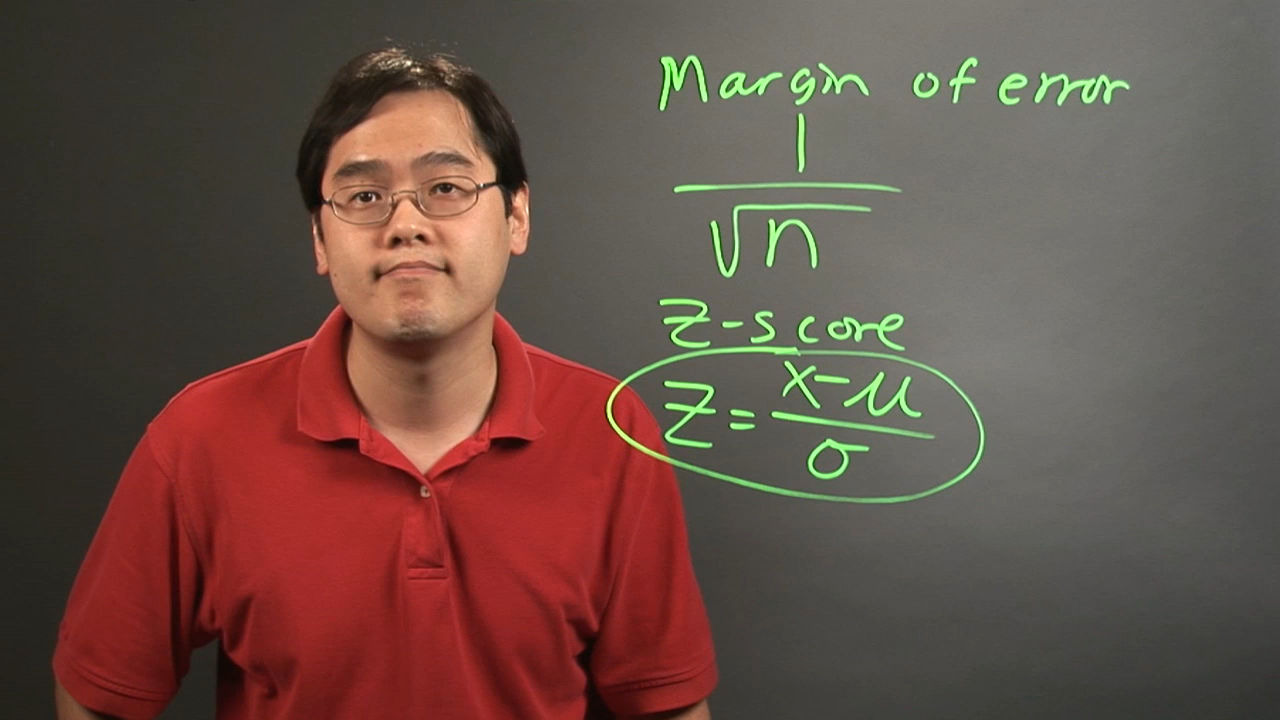 Margin of error
1
√n
Z-score
Z = x-μ
σ